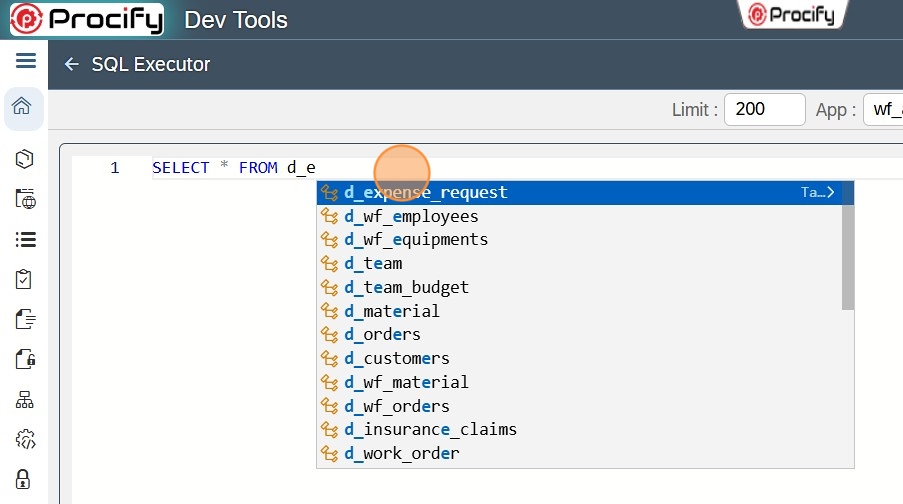 Procify Dev Tools
Procify
SQL Executor
Limit : 200 App :
1 SELECT * FROM d_e
d_expense_request Ta...
d_wf_employees
d_wf_equipments
d_team
d_team_budget
d_material
d_orders
d_customers
d_wf_material
d_wf_orders
d_insurance_claims
d_work_order